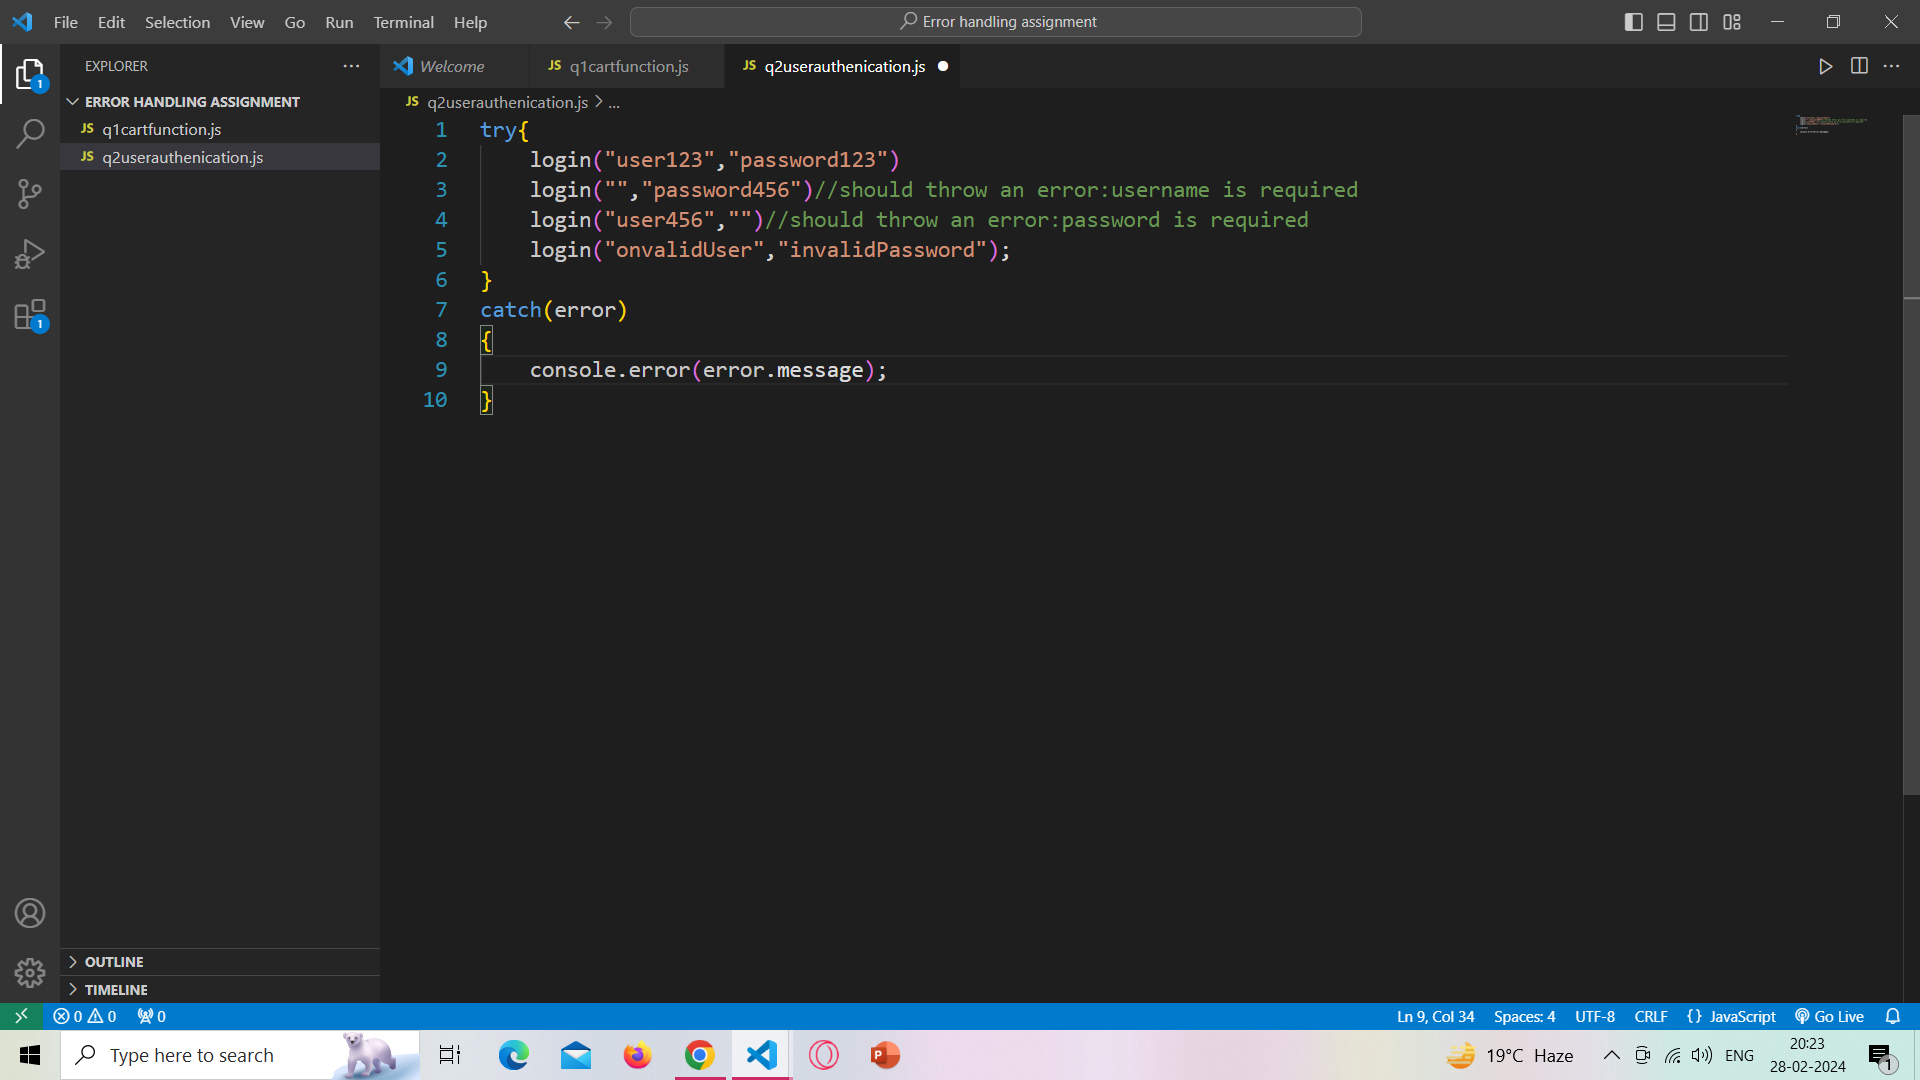 File Edit Selection View Go Run Terminal Help
Error handling assignment
EXPLORER
ERROR HANDLING ASSIGNMENT
JS q1cartfunction.js
JS q2userauthenication.js
OUTLINE
TIMELINE
Welcome
JS q1cartfunction.js
JS q2userauthenication.js
JS q2userauthenication.js > ...
1 try{
2 login("user123","password123")
3 login("","password456")//should throw an error:username is required
4 login("user456","")//should throw an error:password is required
5 login("onvalidUser","invalidPassword");
6 }
7 catch(error)
8 {
9 console.error(error.message);
10 }
1
1
0 0 0
Ln 9, Col 34 Spaces: 4 UTF-8 CRLF {} JavaScript Go Live
Type here to search
P
19°C Haze
ENG
20:23
28-02-2024
1